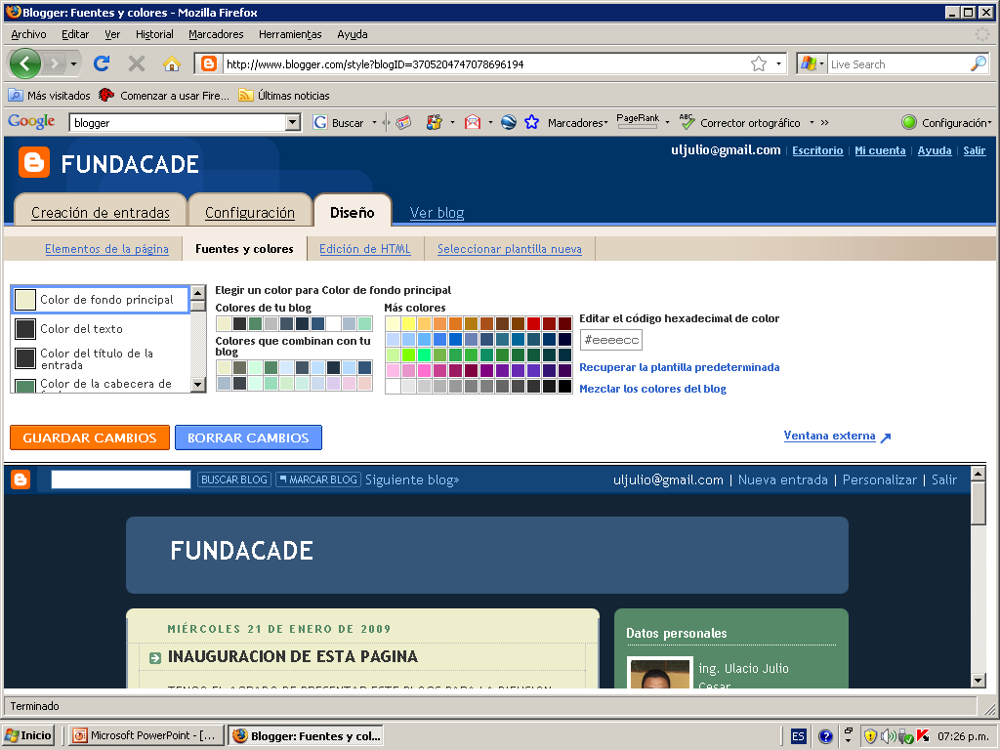 Blogger: Fuentes y colores - Mozilla Firefox
Archivo Editar Ver Historial Marcadores Herramientas Ayuda
http://www.blogger.com/style?blogID=3705204747078696194
Live Search
Más visitados Comenzar a usar Fire... Últimas noticias
Google blogger Buscar Marcadores PageRank ABC Corrector ortográfico » Configuración
FUNDACADE
uljulio@gmail.com | Escritorio | Mi cuenta | Ayuda | Salir
Creación de entradas Configuración Diseño Ver blog
Elementos de la página Fuentes y colores Edición de HTML Seleccionar plantilla nueva
Color de fondo principal
Color del texto
Color del título de la
entrada
Color de la cabecera de
Elegir un color para Color de fondo principal
Colores de tu blog
Colores que combinan con tu
blog
Más colores
Editar el código hexadecimal de color
#eeeecc
Recuperar la plantilla predeterminada
Mezclar los colores del blog
GUARDAR CAMBIOS BORRAR CAMBIOS
Ventana externa
BUSCAR BLOG MARCAR BLOG Siguiente blog»
uljulio@gmail.com | Nueva entrada | Personalizar | Salir
FUNDACADE
MIÉRCOLES 21 DE ENERO DE 2009
INAUGURACION DE ESTA PAGINA
TENGO EL AGRADO DE PRESENTAR ESTE BLOGS PARA LA DIFUSION
Datos personales
ing. Ulacio Julio
Cesar
Terminado
Inicio Microsoft PowerPoint - [... Blogger: Fuentes y col... ES 07:26 p.m.